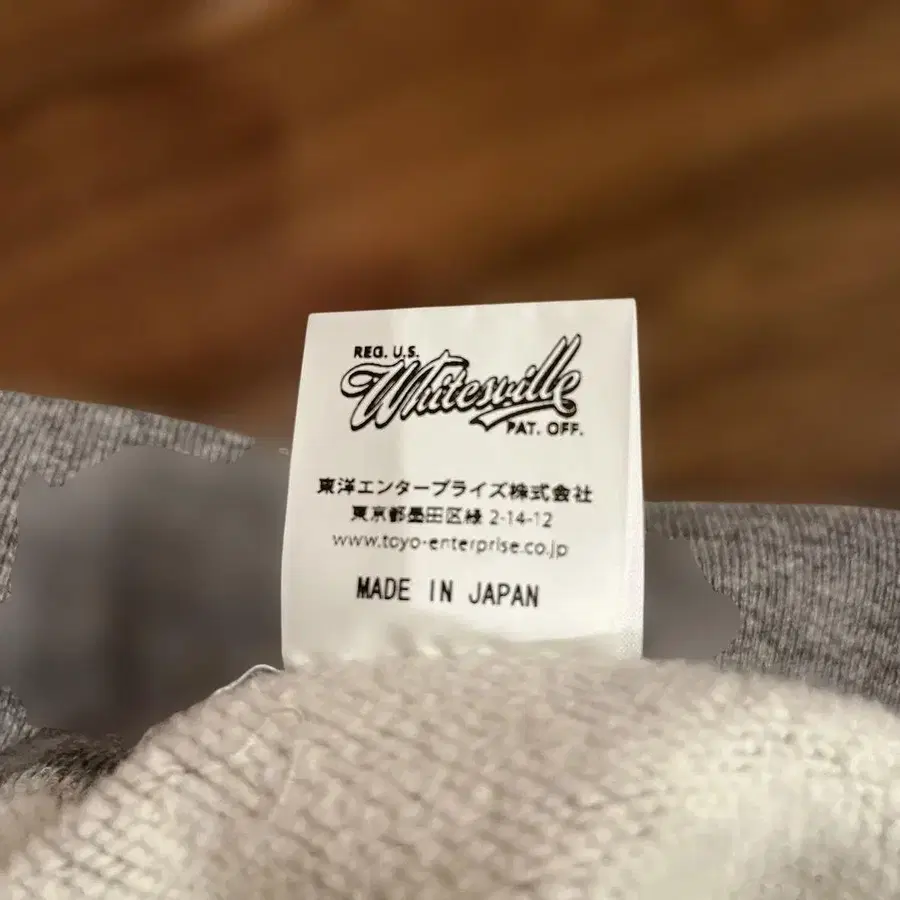 REG. U.S.
Whitesville
PAT. OFF.
東洋エンタープライズ株式会社
東京都墨田区緑 2-14-12
www.toyo-enterprise.co.jp
MADE IN JAPAN